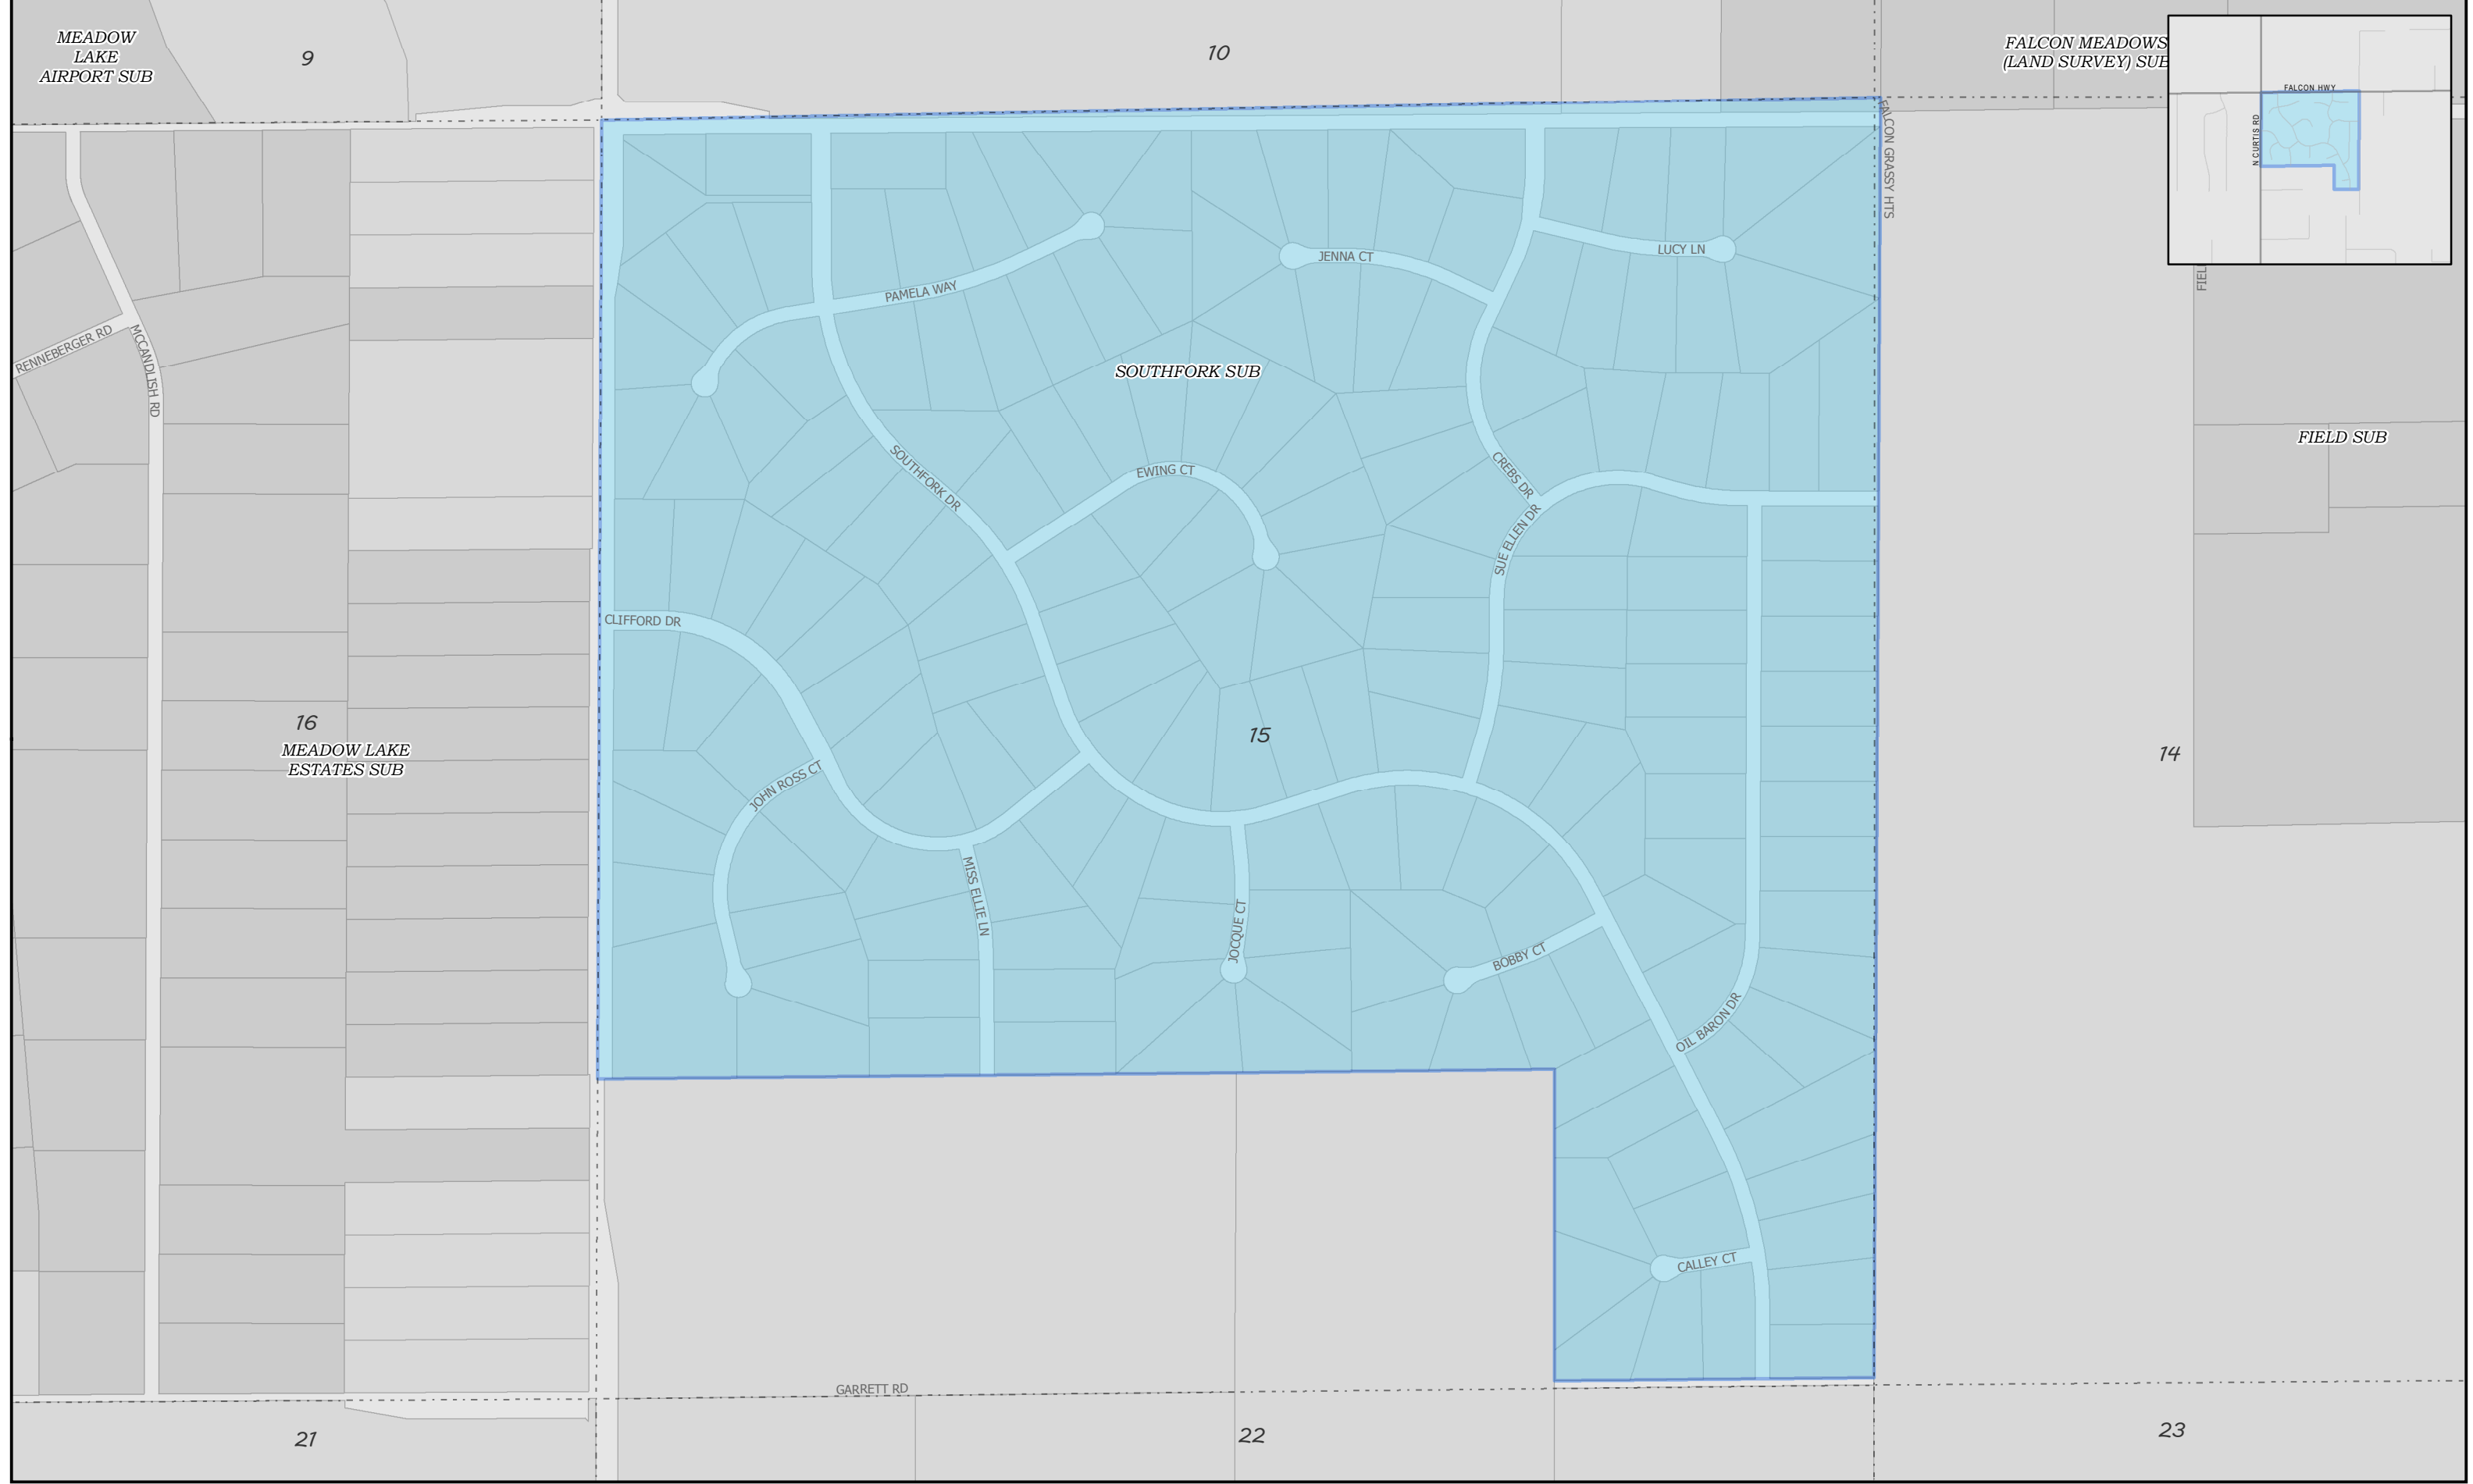 MEADOW
LAKE
AIRPORT SUB
9
10
FALCON MEADOWS
(LAND SURVEY) SUB
FALCON HWY
N CURTIS RD
FALCON GRASSY HTS
LUCY LN
JENNA CT
PAMELA WAY
FIEL
RENNEBERGER RD
MCCANDLISH RD
SOUTHFORK SUB
FIELD SUB
SOUTHFORK DR
EWING CT
CREBS DR
SUE ELLEN DR
CLIFFORD DR
16
MEADOW LAKE
ESTATES SUB
15
14
JOHN ROSS CT
MISS ELLIE LN
JOCQUE CT
BOBBY CT
OIL BARON DR
CALLEY CT
GARRETT RD
21
22
23